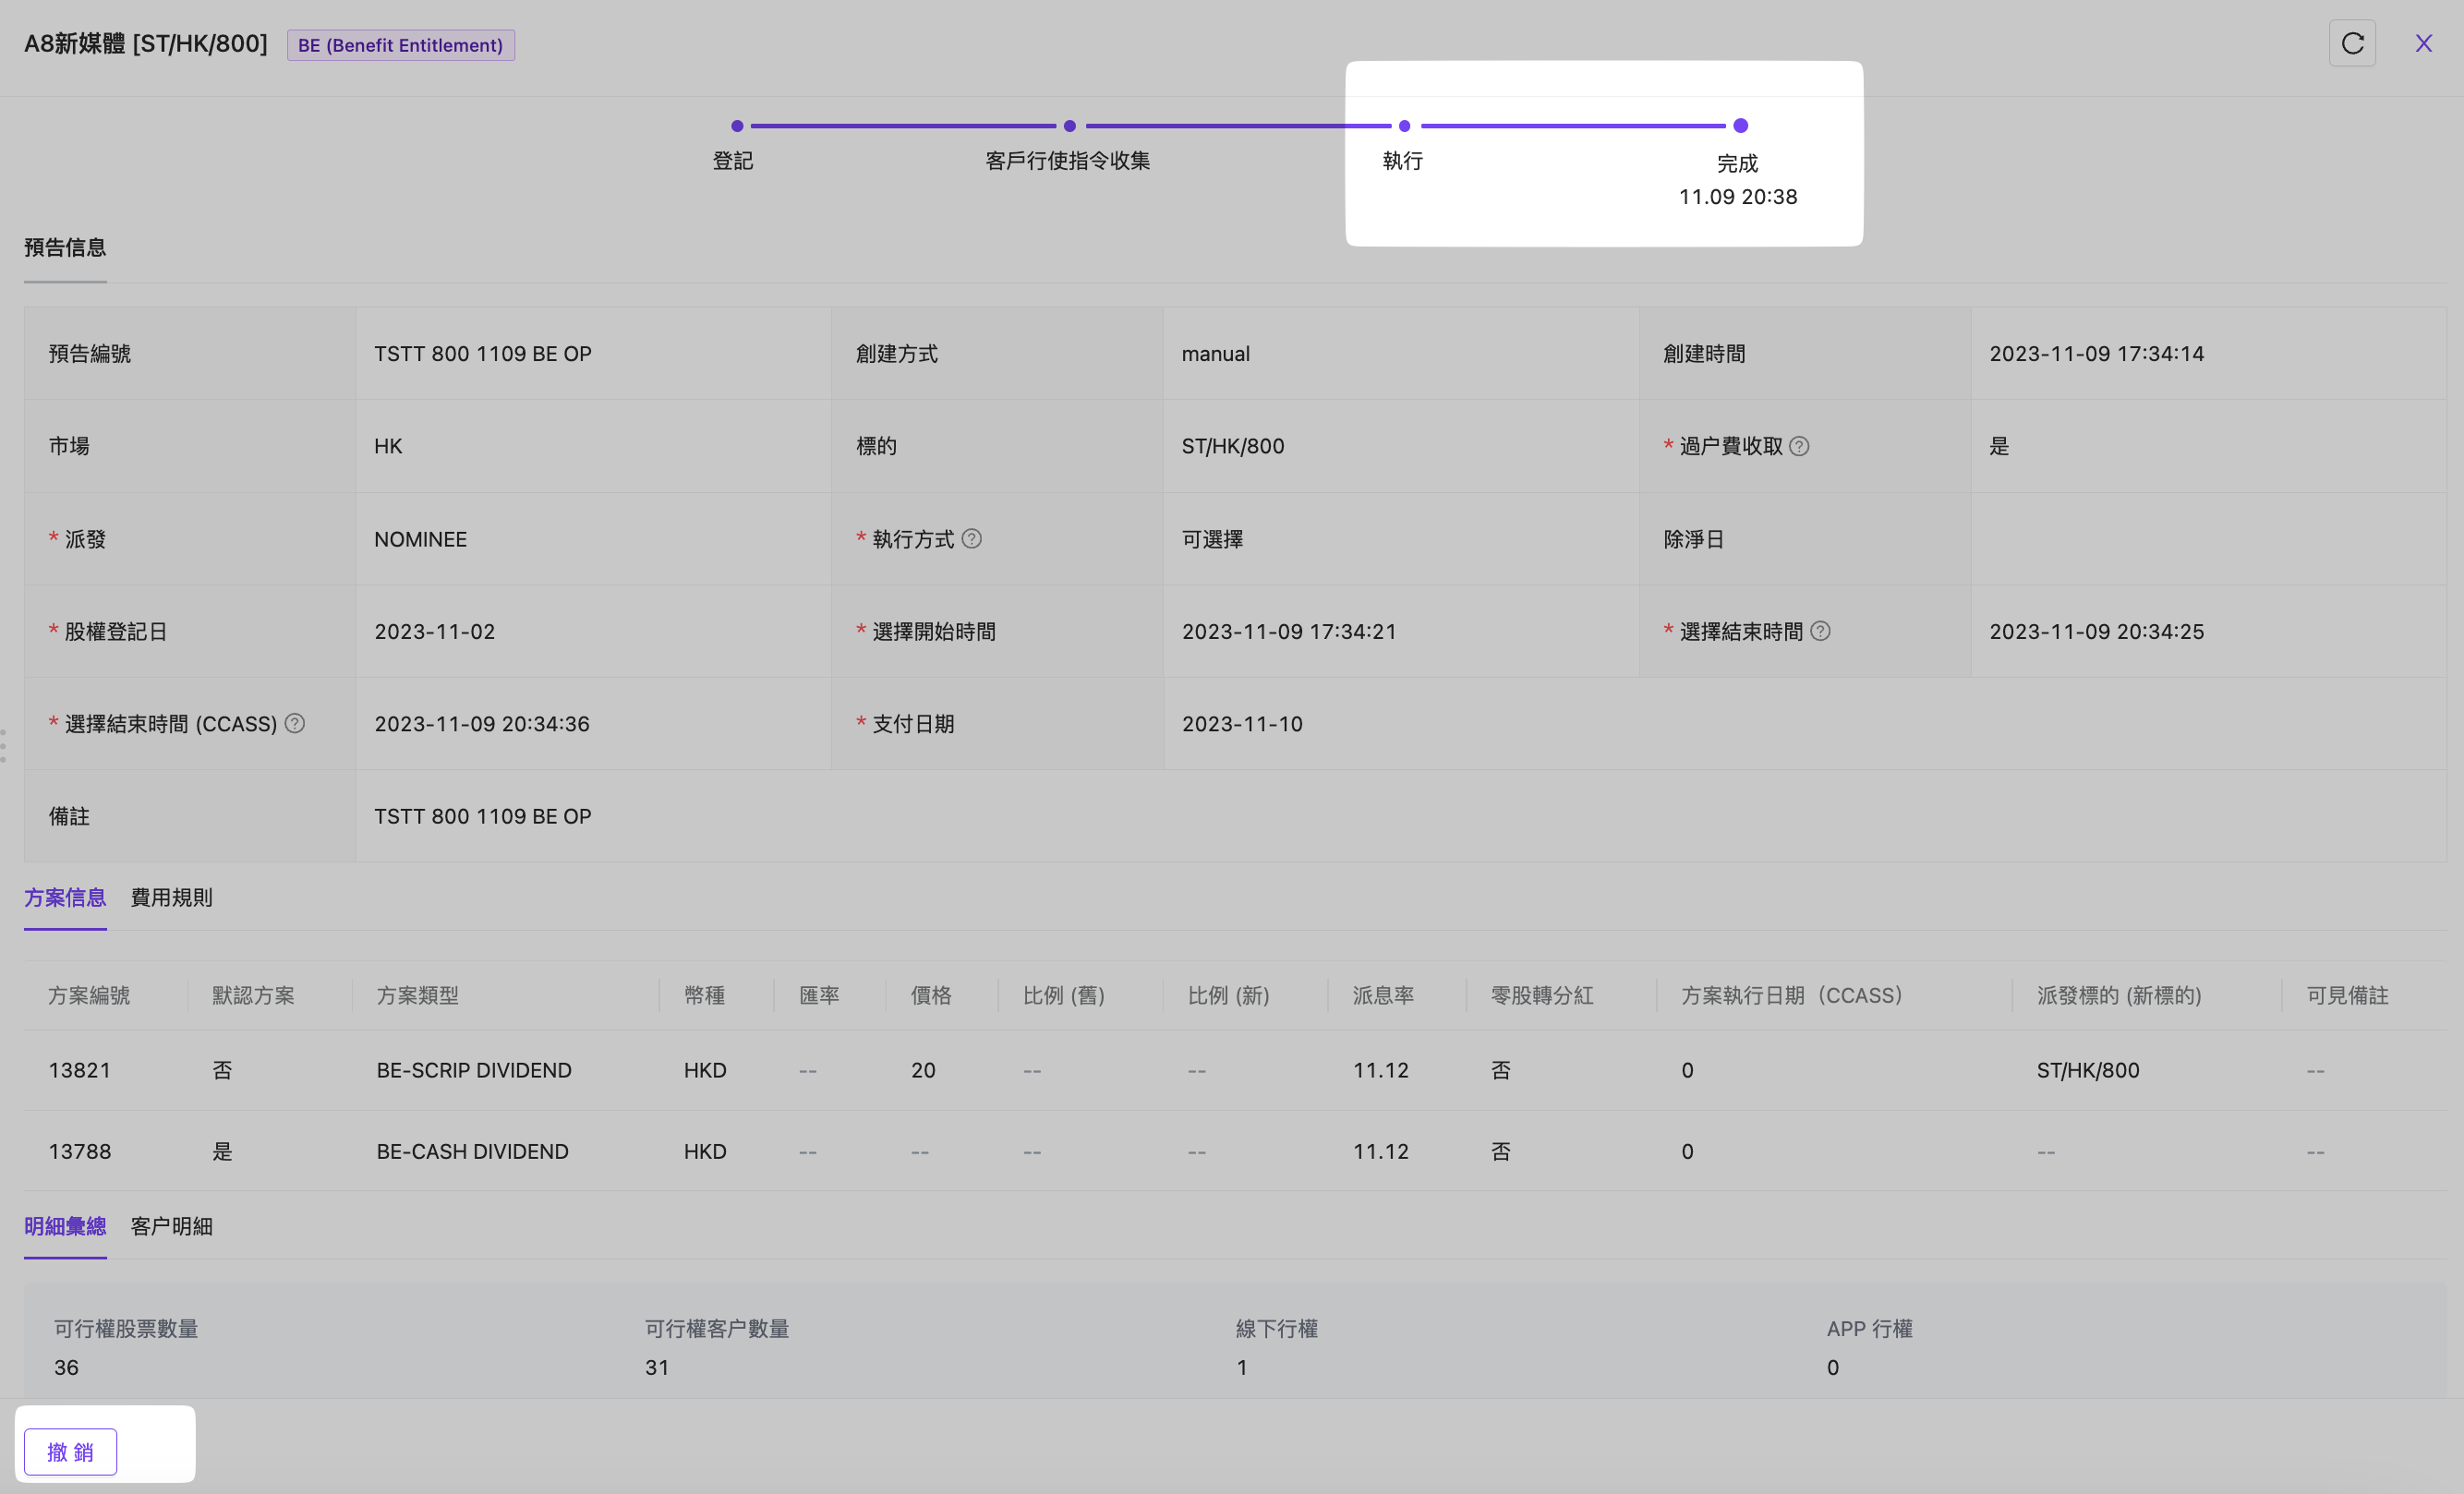 A8新媒體 [ST/HK/800] BE (Benefit Entitlement)
登記 客戶行使指令收集 執行 完成
11.09 20:38
預告信息
預告編號 TSTT 800 1109 BE OP 創建方式 manual 創建時間 2023-11-09 17:34:14
市場 HK 標的 ST/HK/800 * 過户費收取 ? 是
* 派發 NOMINEE * 執行方式 ? 可選擇 除淨日
* 股權登記日 2023-11-02 * 選擇開始時間 2023-11-09 17:34:21 * 選擇結束時間 ? 2023-11-09 20:34:25
* 選擇結束時間 (CCASS) ? 2023-11-09 20:34:36 * 支付日期 2023-11-10
備註 TSTT 800 1109 BE OP
方案信息 費用規則
方案編號 默認方案 方案類型 幣種 匯率 價格 比例 (舊) 比例 (新) 派息率 零股轉分紅 方案執行日期（CCASS） 派發標的 (新標的) 可見備註
13821 否 BE-SCRIP DIVIDEND HKD -- 20 -- -- 11.12 否 0 ST/HK/800 --
13788 是 BE-CASH DIVIDEND HKD -- -- -- -- 11.12 否 0 -- --
明細彙總 客户明細
可行權股票數量 可行權客户數量 線下行權 APP 行權
36 31 1 0
撤 銷